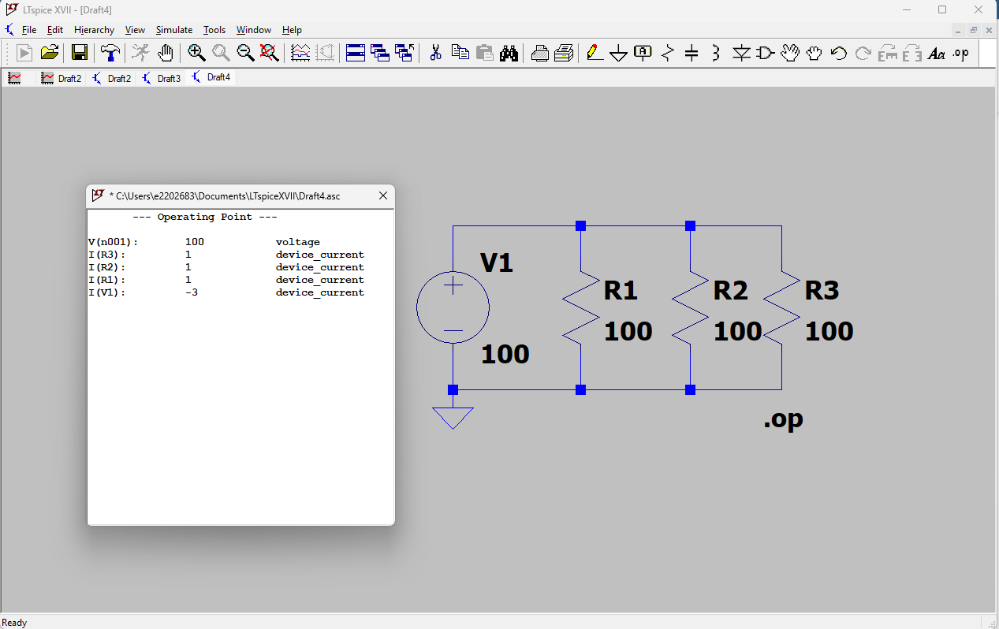 LTspice XVII - [Draft4]
File Edit Hierarchy View Simulate Tools Window Help
A Aa .op
Draft2 Draft2 Draft3 Draft4
* C:\Users\e2202683\Documents\LTspiceXVII\Draft4.asc
--- Operating Point ---
V(n001): 100 voltage
I(R3): 1 device_current
I(R2): 1 device_current
I(R1): 1 device_current
I(V1): -3 device_current
V1
100
R1
100
R2
100
R3
100
.op
Ready